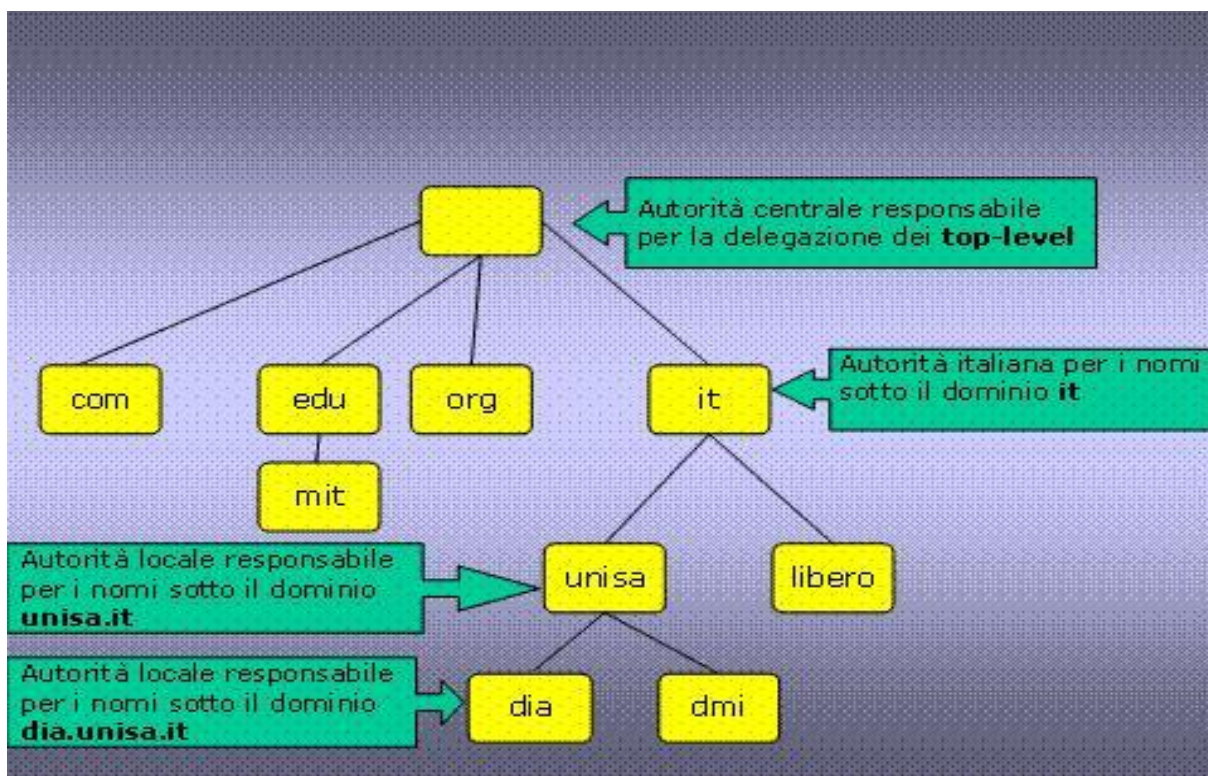 Autorità centrale responsabile
per la delegazione dei top-level
com
edu
org
it
Autorità italiana per i nomi
sotto il dominio it
mit
Autorità locale responsabile
per i nomi sotto il dominio
unisa.it
unisa
libero
Autorità locale responsabile
per i nomi sotto il dominio
dia.unisa.it
dia
dmi